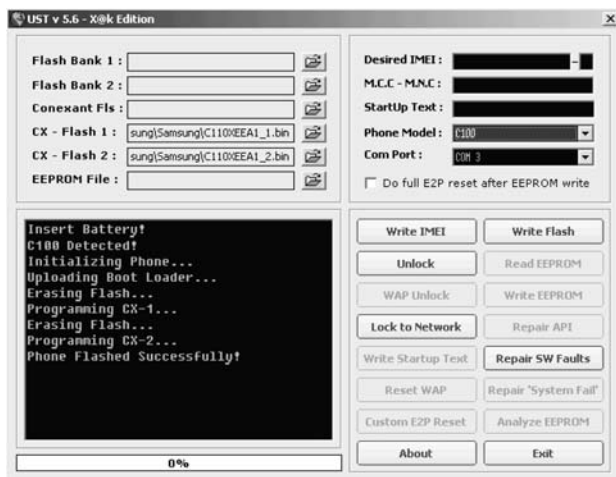 UST v 5.6 - X@k Edition
Flash Bank 1 :
Flash Bank 2 :
Conexant Fls :
CX - Flash 1 : sung\Samsung\C110XEEA1_1.bin
CX - Flash 2 : sung\Samsung\C110XEEA1_2.bin
EEPROM File :
Desired IMEI : -
M.C.C - M.N.C :
StartUp Text :
Phone Model : C100
Com Port : COM 3
Do full E2P reset after EEPROM write
Insert Battery!
C100 Detected!
Initializing Phone...
Uploading Boot Loader...
Erasing Flash...
Programming CX-1...
Erasing Flash...
Programming CX-2...
Phone Flashed Successfully!
0%
Write IMEI Write Flash
Unlock Read EEPROM
WAP Unlock Write EEPROM
Lock to Network Repair API
Write Startup Text Repair SW Faults
Reset WAP Repair 'System Fail'
Custom E2P Reset Analyze EEPROM
About Exit